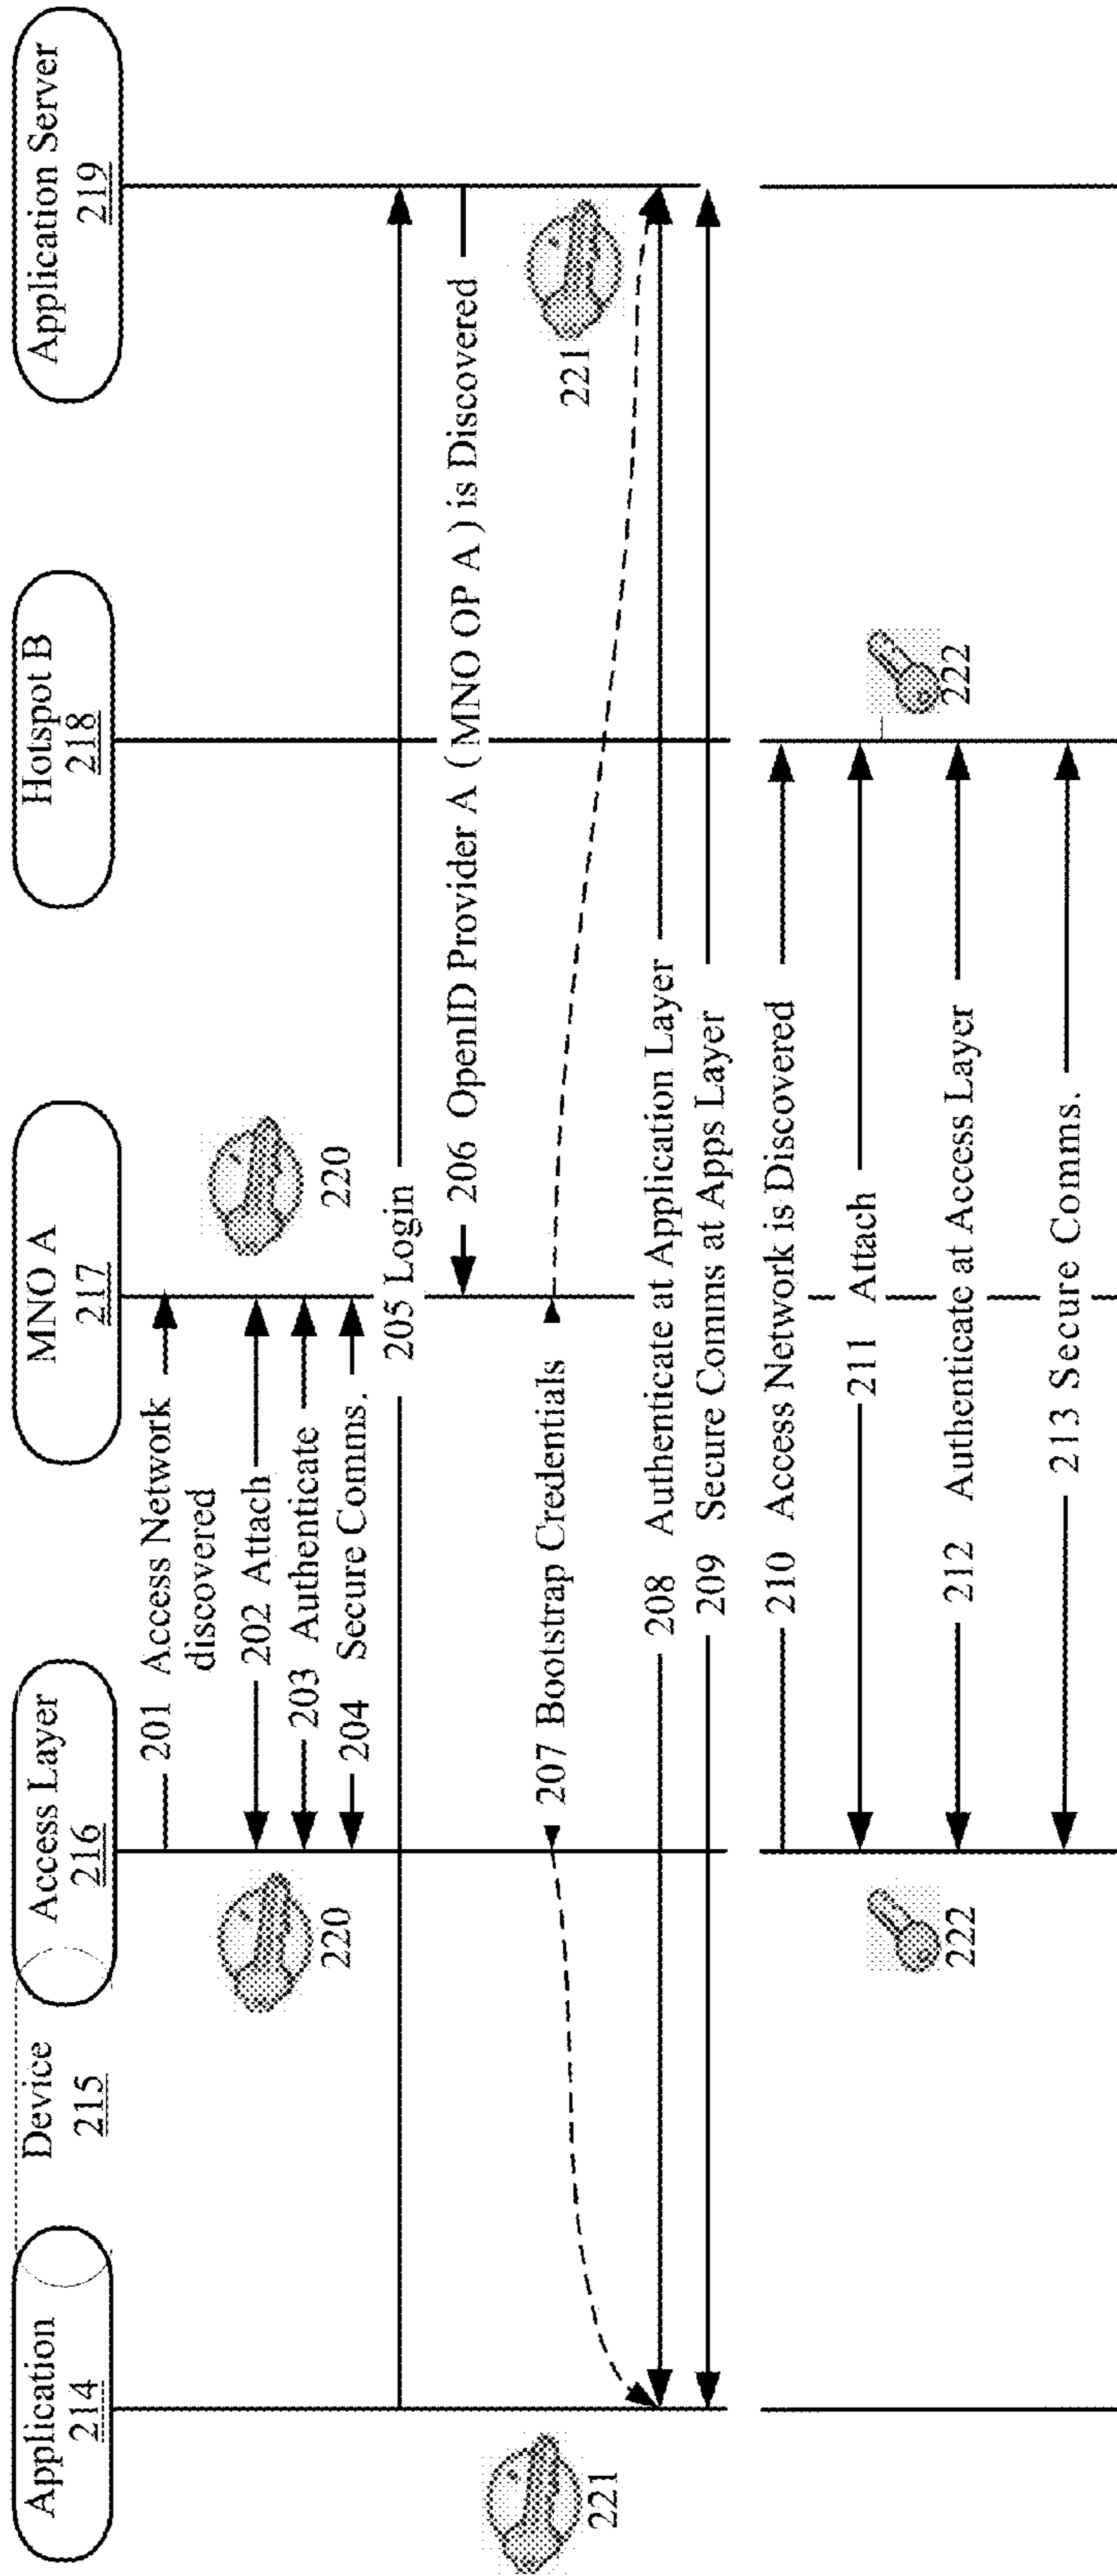 Application
214
Device
215
Access Layer
216
MNO A
217
Hotspot B
218
Application Server
219
201 Access Network
discovered
202 Attach
203 Authenticate
204 Secure Comms.
220
220
205 Login
206 OpenID Provider A ( MNO OP A ) is Discovered
207 Bootstrap Credentials
221
221
208 Authenticate at Application Layer
209 Secure Comms at Apps Layer
210 Access Network is Discovered
211 Attach
222
222
212 Authenticate at Access Layer
213 Secure Comms.